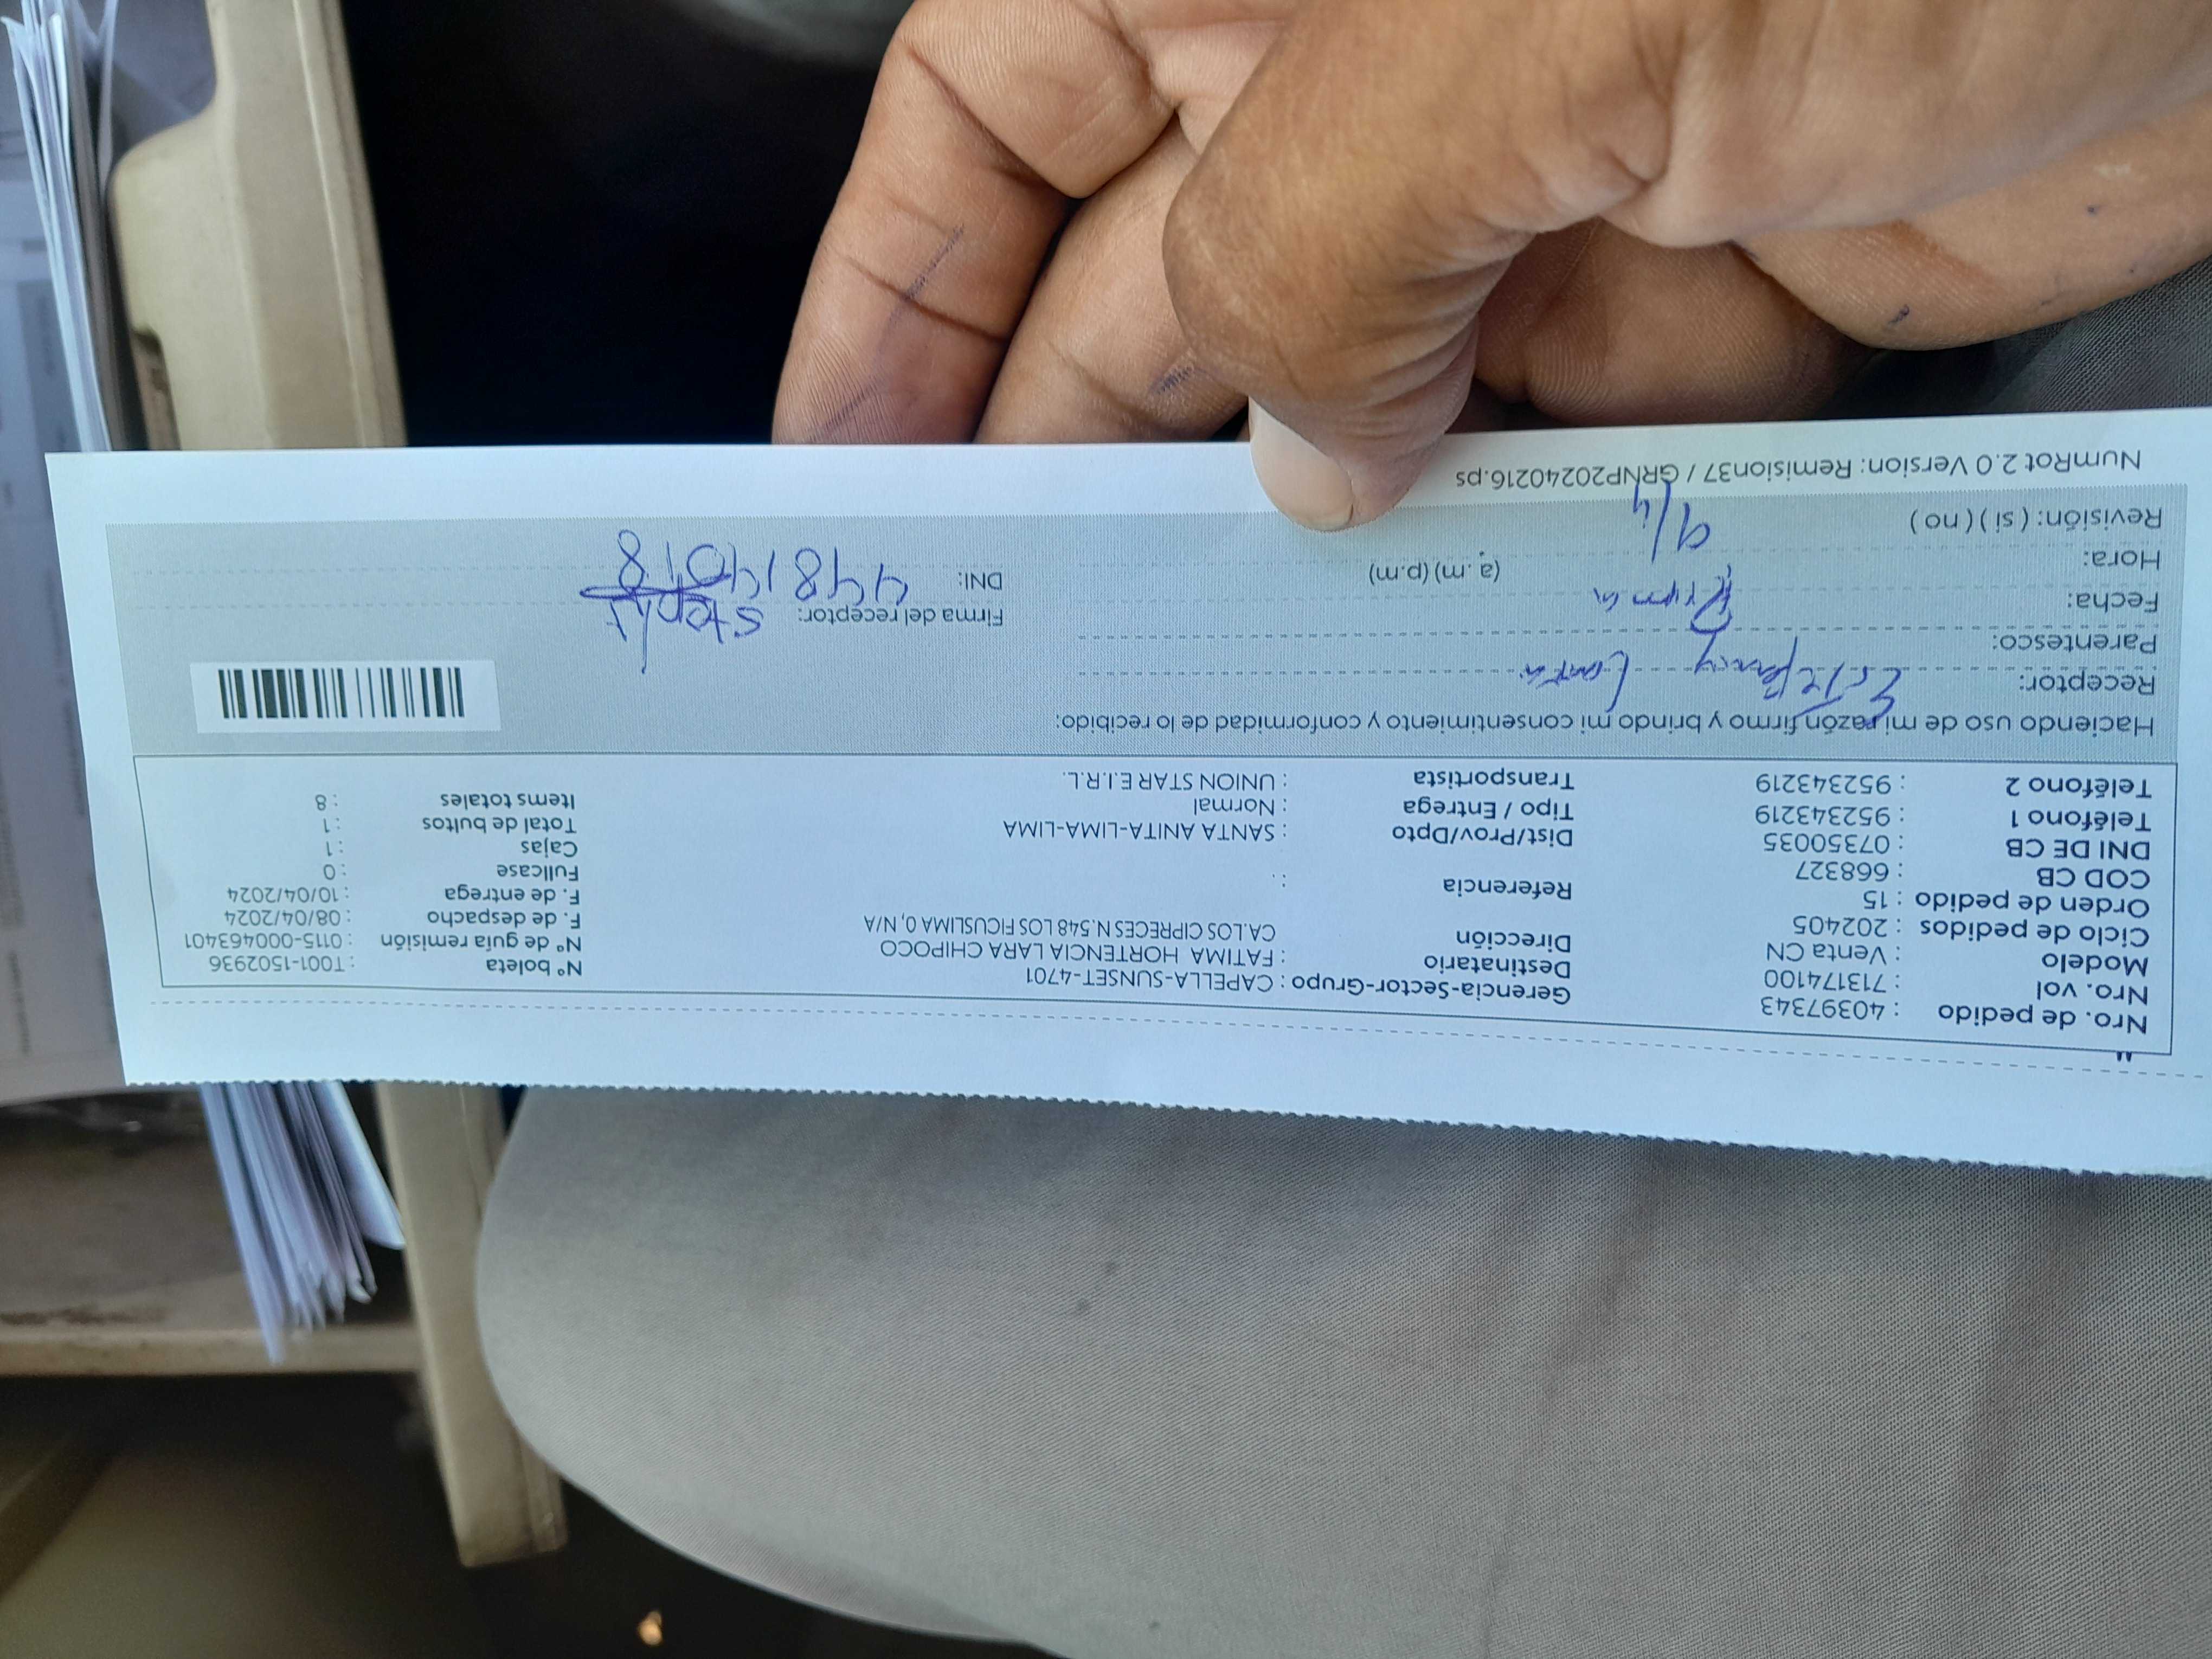 Nro. de pedido : 40397343
Nro. vol : 713174100
Modelo : Venta CN
Ciclo de pedidos : 202405
Orden de pedido : 15
COD CB : 668327
DNI DE CB : 07350035
Teléfono 1 : 952343219
Teléfono 2 : 952343219
Gerencia-Sector-Grupo : CAPELLA-SUNSET-4701
Destinatario : FATIMA HORTENCIA LARA CHIPOCO
Dirección CA.LOS CIPRECES N.548 LOS FICUSLIMA 0, N/A
Referencia : .
Dist/Prov/Dpto : SANTA ANITA-LIMA-LIMA
Tipo / Entrega : Normal
Transportista : UNION STAR E.I.R.L.
N° boleta : T001-1502936
N° de guía remisión : 0115-000463401
F. de despacho : 08/04/2024
F. de entrega : 10/04/2024
Fullcase : 0
Cajas : 1
Total de bultos : 1
Items totales : 8
Haciendo uso de mi razón firmo y brindo mi consentimiento y conformidad de lo recibido:
Receptor: Estefany
Parentesco:
Fecha:
Hora: 9/4 (a.m) (p.m)
Revisión: ( si ) ( no )
Firma del receptor:
DNI: 44814018
NumRot 2.0 Version: Remision37 / GRNP20240216.ps